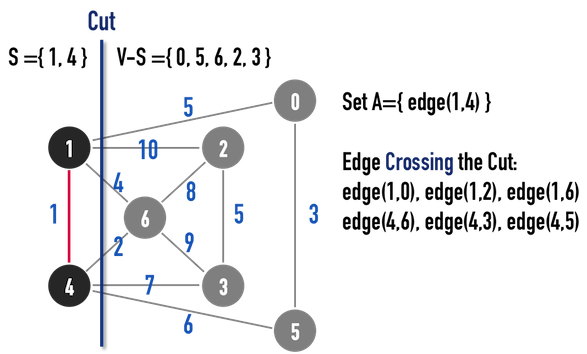 Cut
S ={ 1, 4 }
V-S ={ 0, 5, 6, 2, 3 }
0
Set A={ edge(1,4) }
5
1
10
2
Edge Crossing the Cut:
4
8
edge(1,0), edge(1,2), edge(1,6)
1
6
5
3
edge(4,6), edge(4,3), edge(4,5)
2
9
4
7
3
6
5